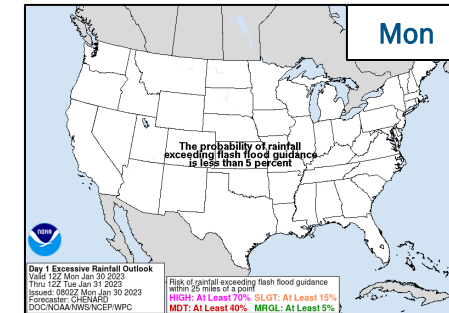 Mon
The probability of rainfall
exceeding flash flood guidance
is less than 5 percent
NOAA
Day 1 Excessive Rainfall Outlook
Valid 12Z Mon Jan 30 2023
Thru 12Z Tue Jan 31 2023
Issued: 0802Z Mon Jan 30 2023
Forecaster: CHENARD
DOC/NOAA/NWS/NCEP/WPC
Risk of rainfall exceeding flash flood guidance
within 25 miles of a point
HIGH: At Least 70% SLGT: At Least 15%
MDT: At Least 40% MRGL: At Least 5%